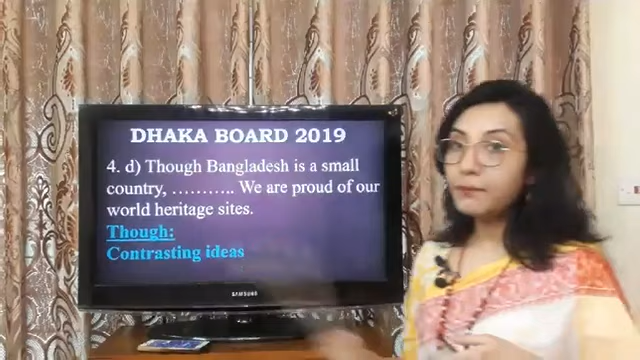 DHAKA BOARD 2019
4. d) Though Bangladesh is a small
country, ……….. We are proud of our
world heritage sites.
Though:
Contrasting ideas
SAMSUNG